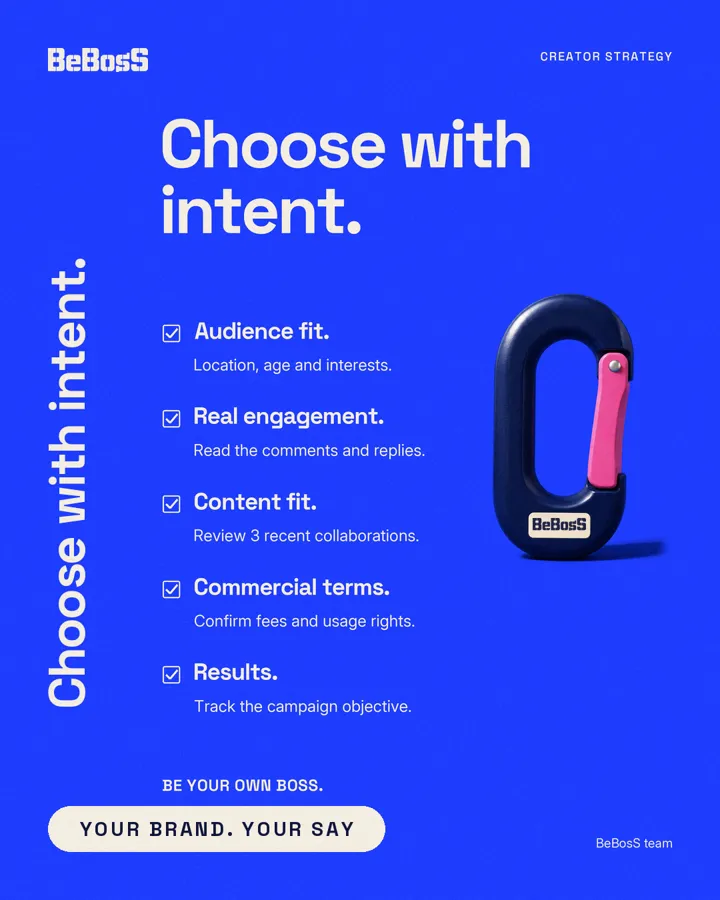 BeBosS
CREATOR STRATEGY
Choose with
intent.
Choose with intent.
Audience fit.
Location, age and interests.
Real engagement.
Read the comments and replies.
Content fit.
Review 3 recent collaborations.
Commercial terms.
Confirm fees and usage rights.
Results.
Track the campaign objective.
BeBosS
BE YOUR OWN BOSS.
YOUR BRAND. YOUR SAY
BeBosS team